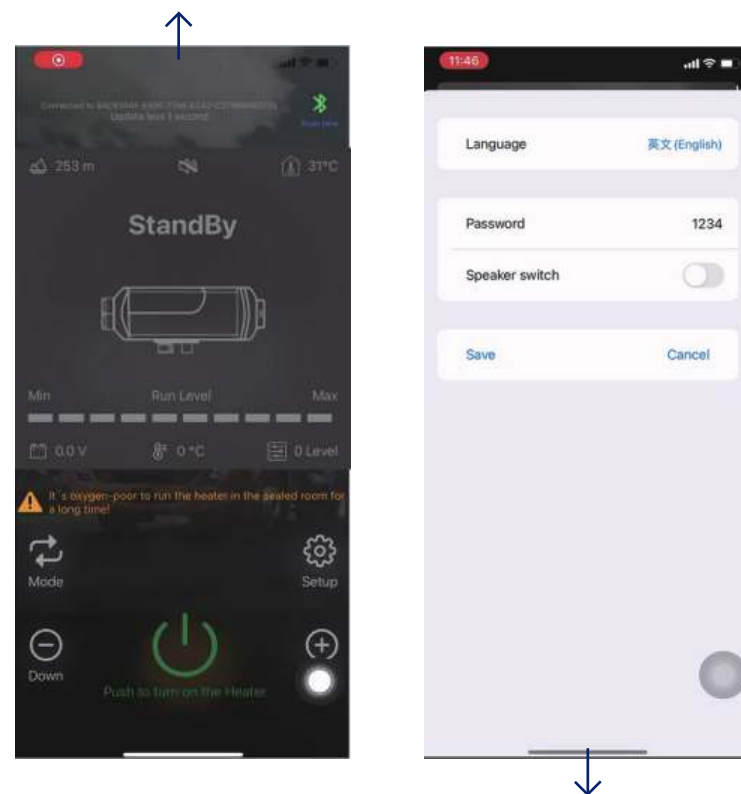 253 m
31°C
StandBy
Min Run Level Max
0.0 V 0 °C 0 Level
It`s oxygen-poor to run the heater in the sealed room for
a long time!
Mode Setup
Down
Push to turn on the Heater
11:46
Language 英文 (English)
Password 1234
Speaker switch
Save Cancel